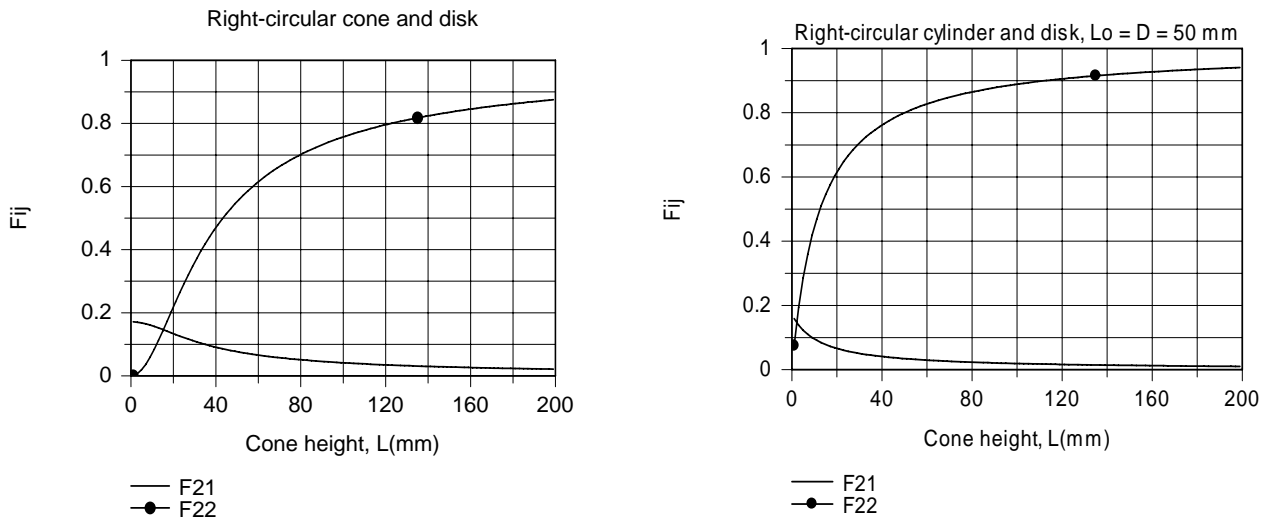 Right-circular cone and disk
1
0.8
0.6
0.4
0.2
0
Fij
0 40 80 120 160 200
Cone height, L(mm)
F21
F22
Right-circular cylinder and disk, Lo = D = 50 mm
1
0.8
0.6
0.4
0.2
0
Fij
0 40 80 120 160 200
Cone height, L(mm)
F21
F22